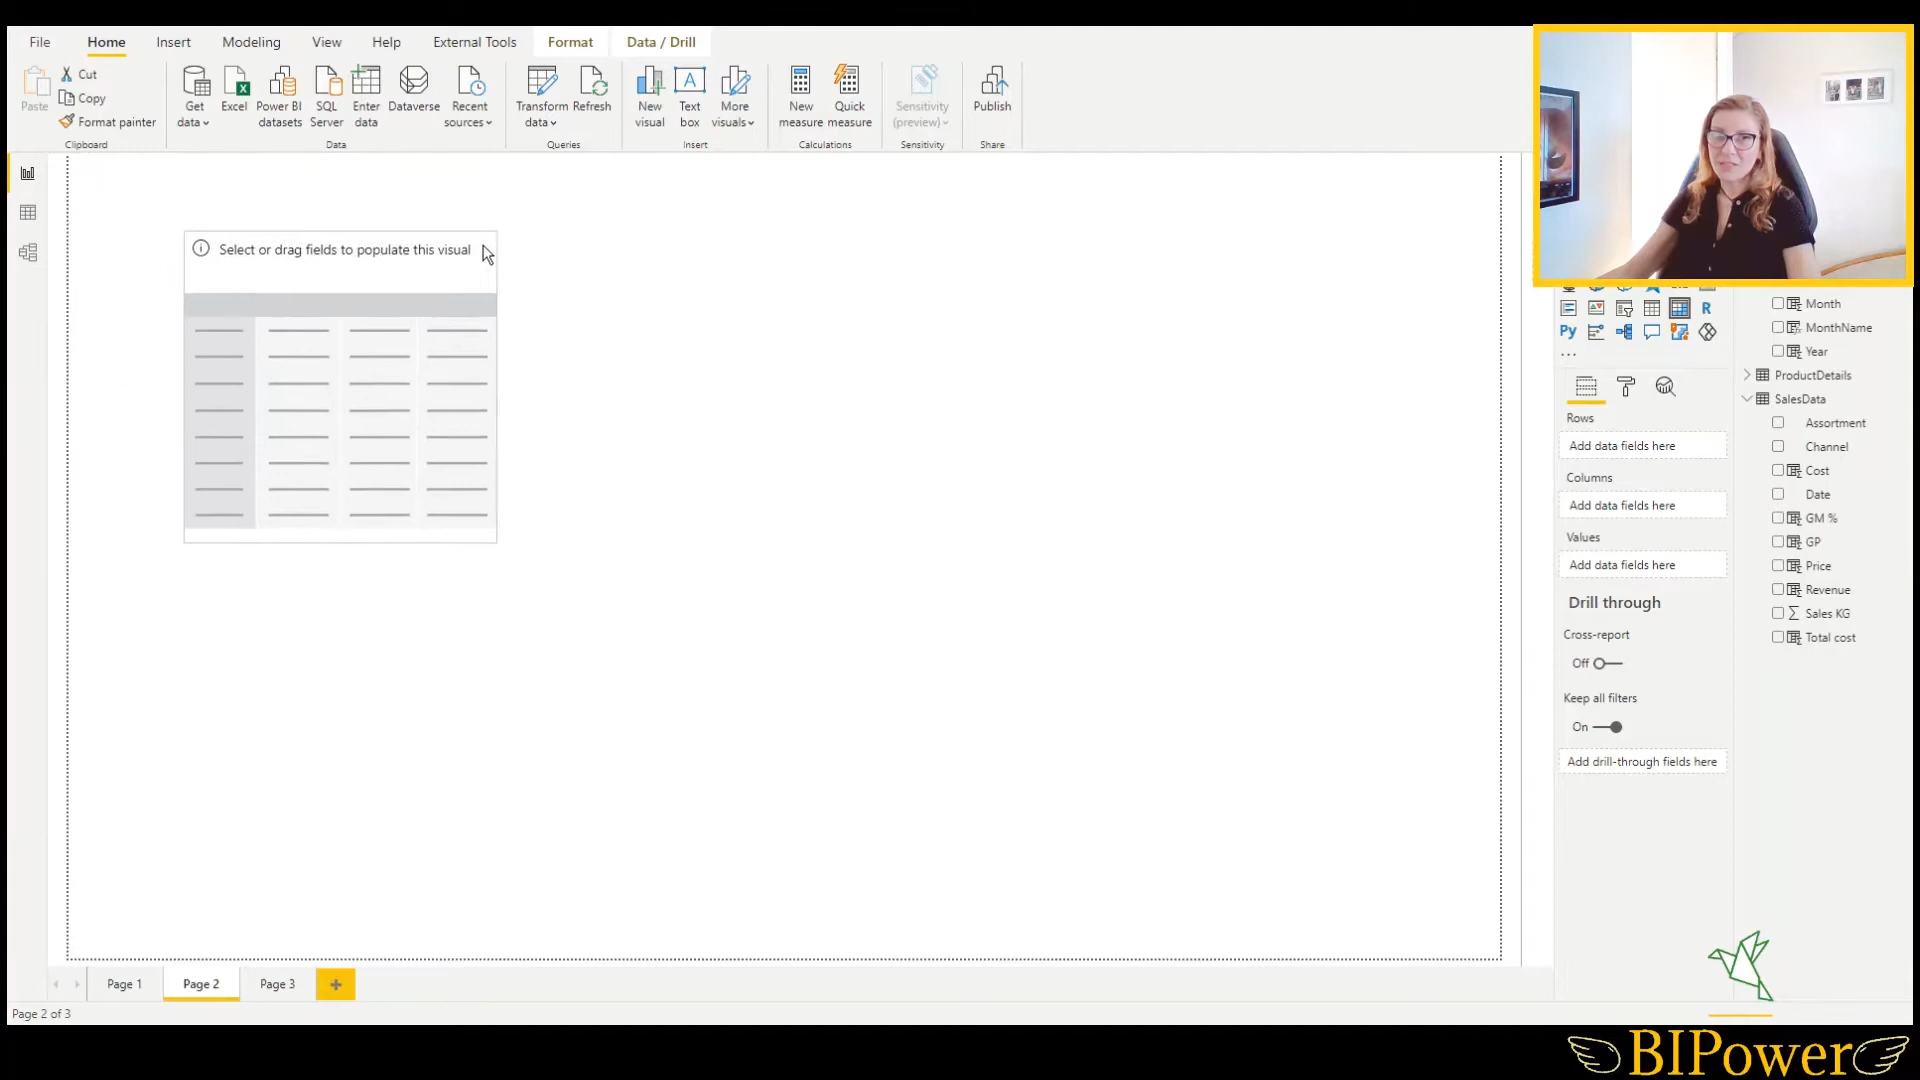 File Home Insert Modeling View Help External Tools Format Data / Drill
Paste
Cut
Copy
Format painter
Clipboard
Get data
Excel
Power BI datasets
SQL Server
Enter data
Dataverse
Recent sources
Data
Transform data
Refresh
Queries
New visual
Text box
More visuals
Insert
New measure
Quick measure
Calculations
Sensitivity (preview)
Sensitivity
Publish
Share
Select or drag fields to populate this visual
R
Py
...
Rows
Add data fields here
Columns
Add data fields here
Values
Add data fields here
Drill through
Cross-report
Off
Keep all filters
On
Add drill-through fields here
Month
MonthName
Year
ProductDetails
SalesData
Assortment
Channel
Cost
Date
GM %
GP
Price
Revenue
Sales KG
Total cost
Page 1
Page 2
Page 3
+
Page 2 of 3
BIPower